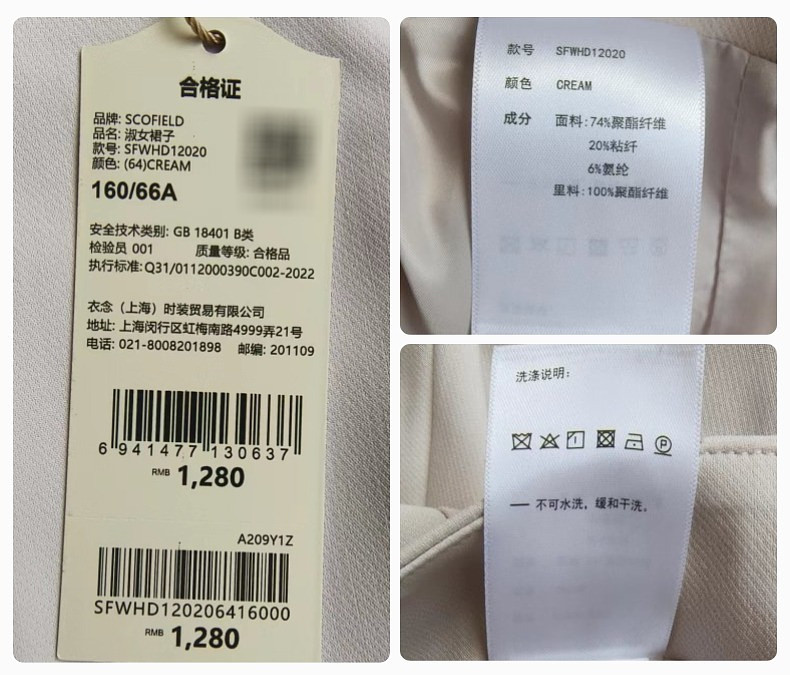 合格证
品牌: SCOFIELD
品名: 淑女裙子
款号: SFWHD12020
颜色: (64)CREAM
160/66A
安全技术类别: GB 18401 B类
检验员 001 质量等级: 合格品
执行标准: Q31/0112000390C002-2022
衣念（上海）时装贸易有限公司
地址: 上海闵行区虹梅南路4999弄21号
电话: 021-8008201898 邮编: 201109
6 941477 130637
RMB 1,280
A209Y1Z
SFWHD120206416000
RMB 1,280
款号 SFWHD12020
颜色 CREAM
成分 面料:74%聚酯纤维
20%粘纤
6%氨纶
里料:100%聚酯纤维
洗涤说明:
P
— 不可水洗，缓和干洗。